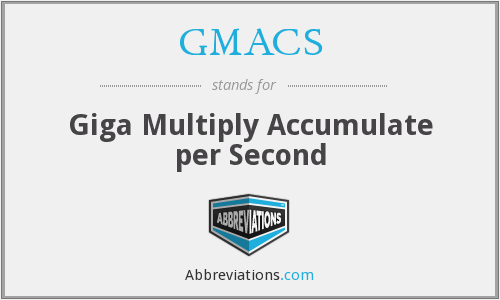 GMACS
stands for
Giga Multiply Accumulate
per Second
ABBREVIATIONS
Abbreviations.com